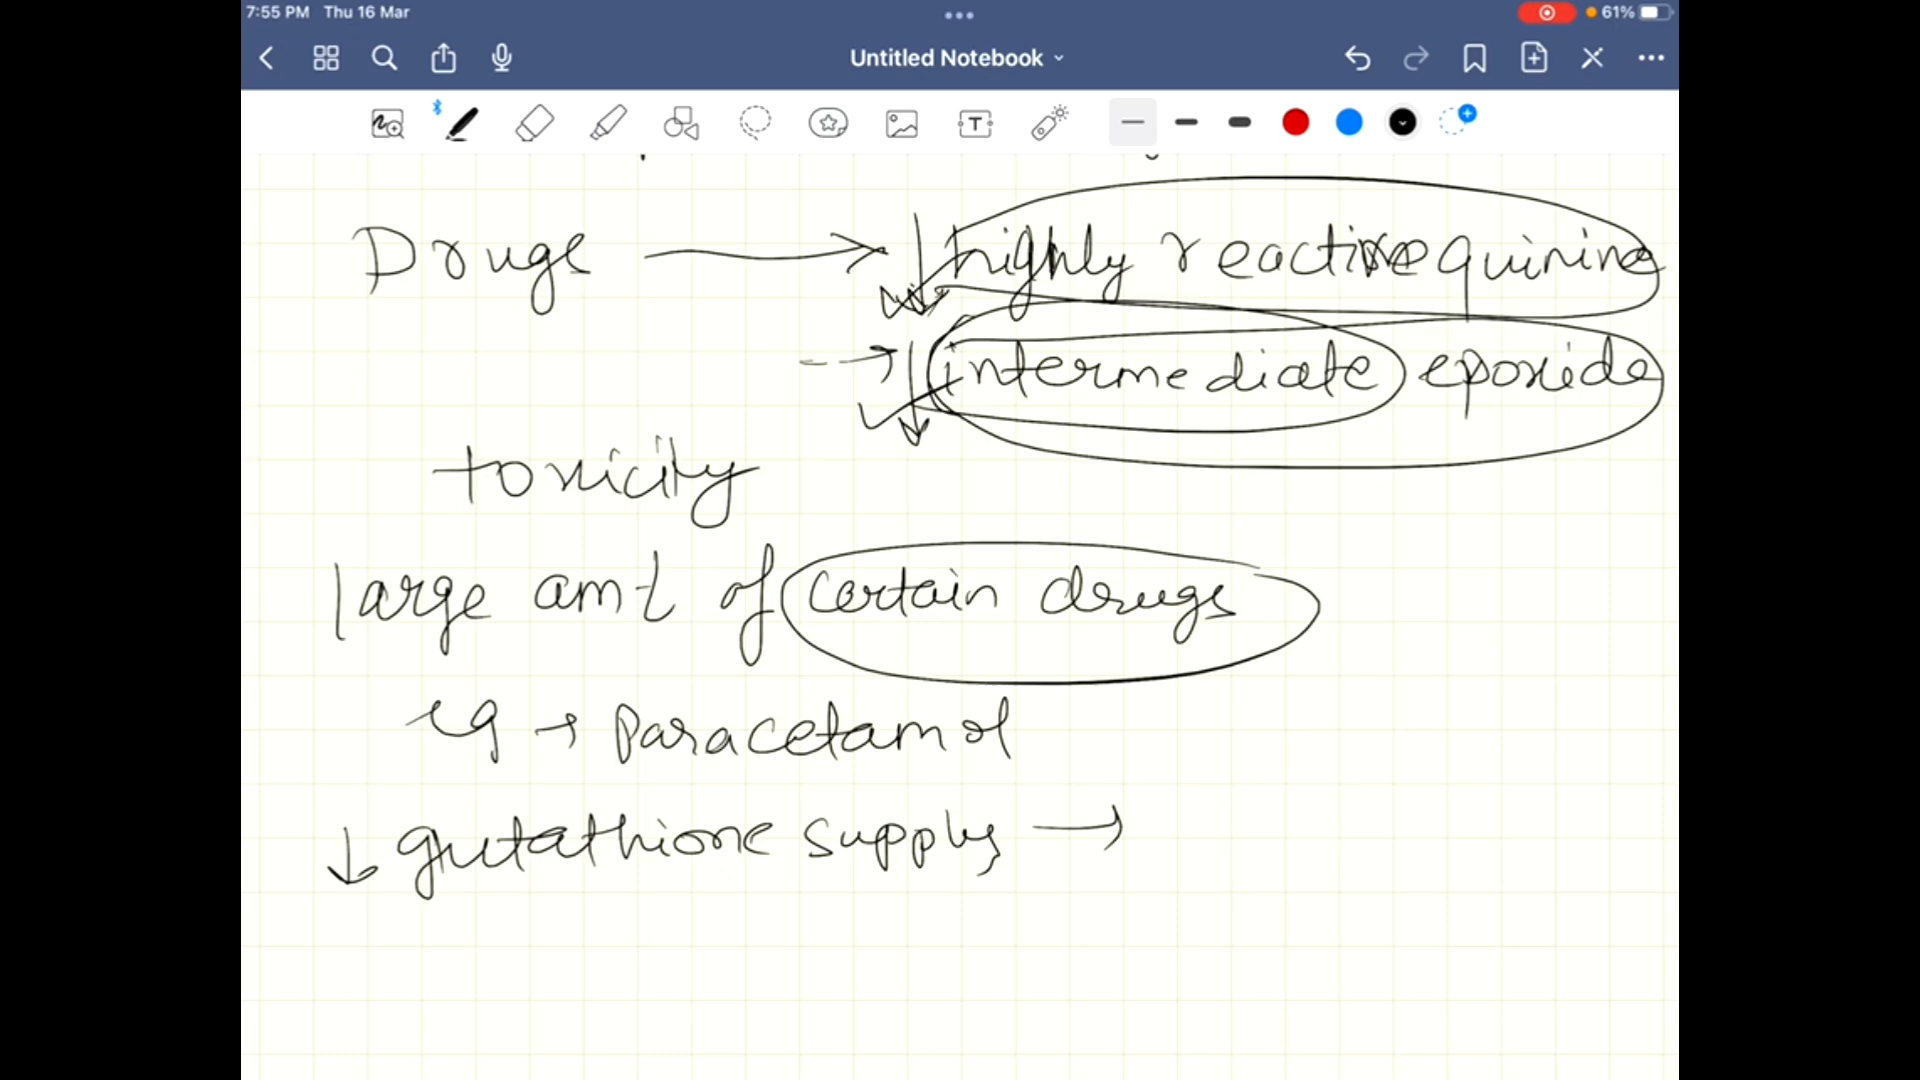 7:55 PM Thu 16 Mar
61%
Untitled Notebook
T
Drugs → highly reactive quinine
intermediate epoxide
toxicity
large amt of certain drugs
eg → paracetamol
↓ glutathione supply →